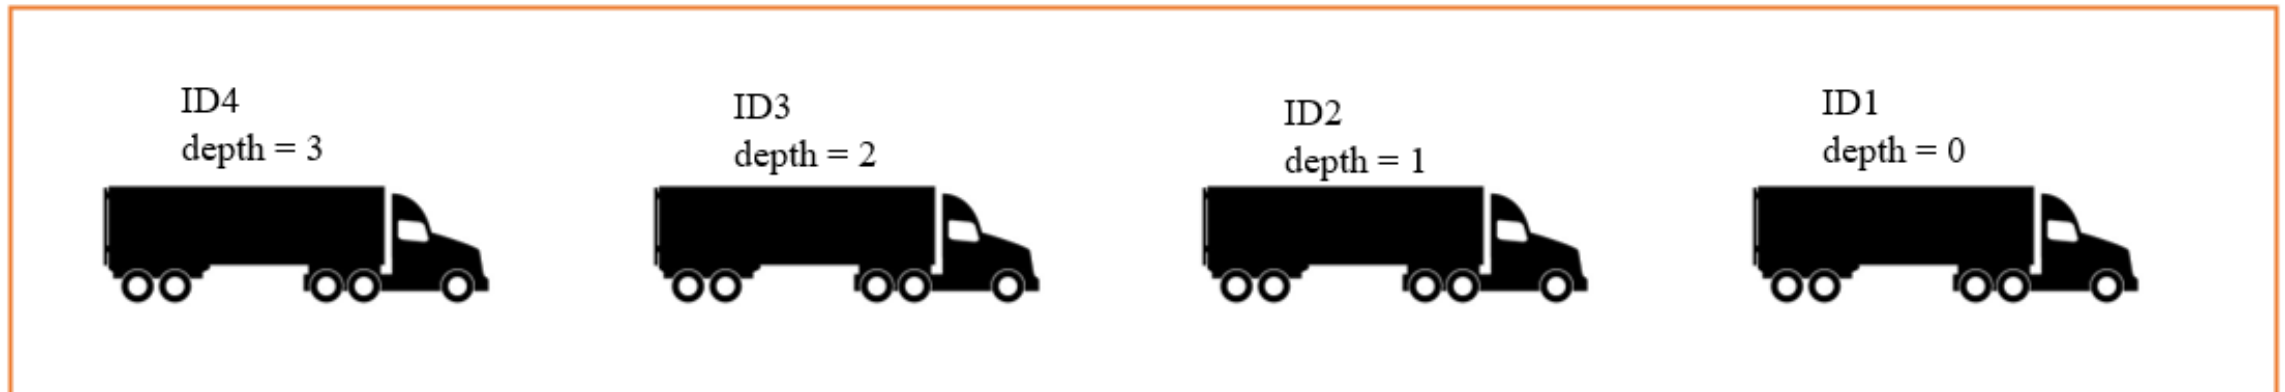 ID4
depth = 3
ID3
depth = 2
ID2
depth = 1
ID1
depth = 0